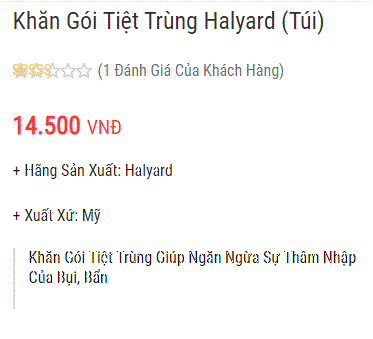 Khăn Gói Tiệt Trùng Halyard (Túi)
(1 Đánh Giá Của Khách Hàng)
14.500 VNĐ
+ Hãng Sản Xuất: Halyard
+ Xuất Xứ: Mỹ
Khăn Gói Tiệt Trùng Giúp Ngăn Ngừa Sự Thâm Nhập
Của Bụi, Bẩn